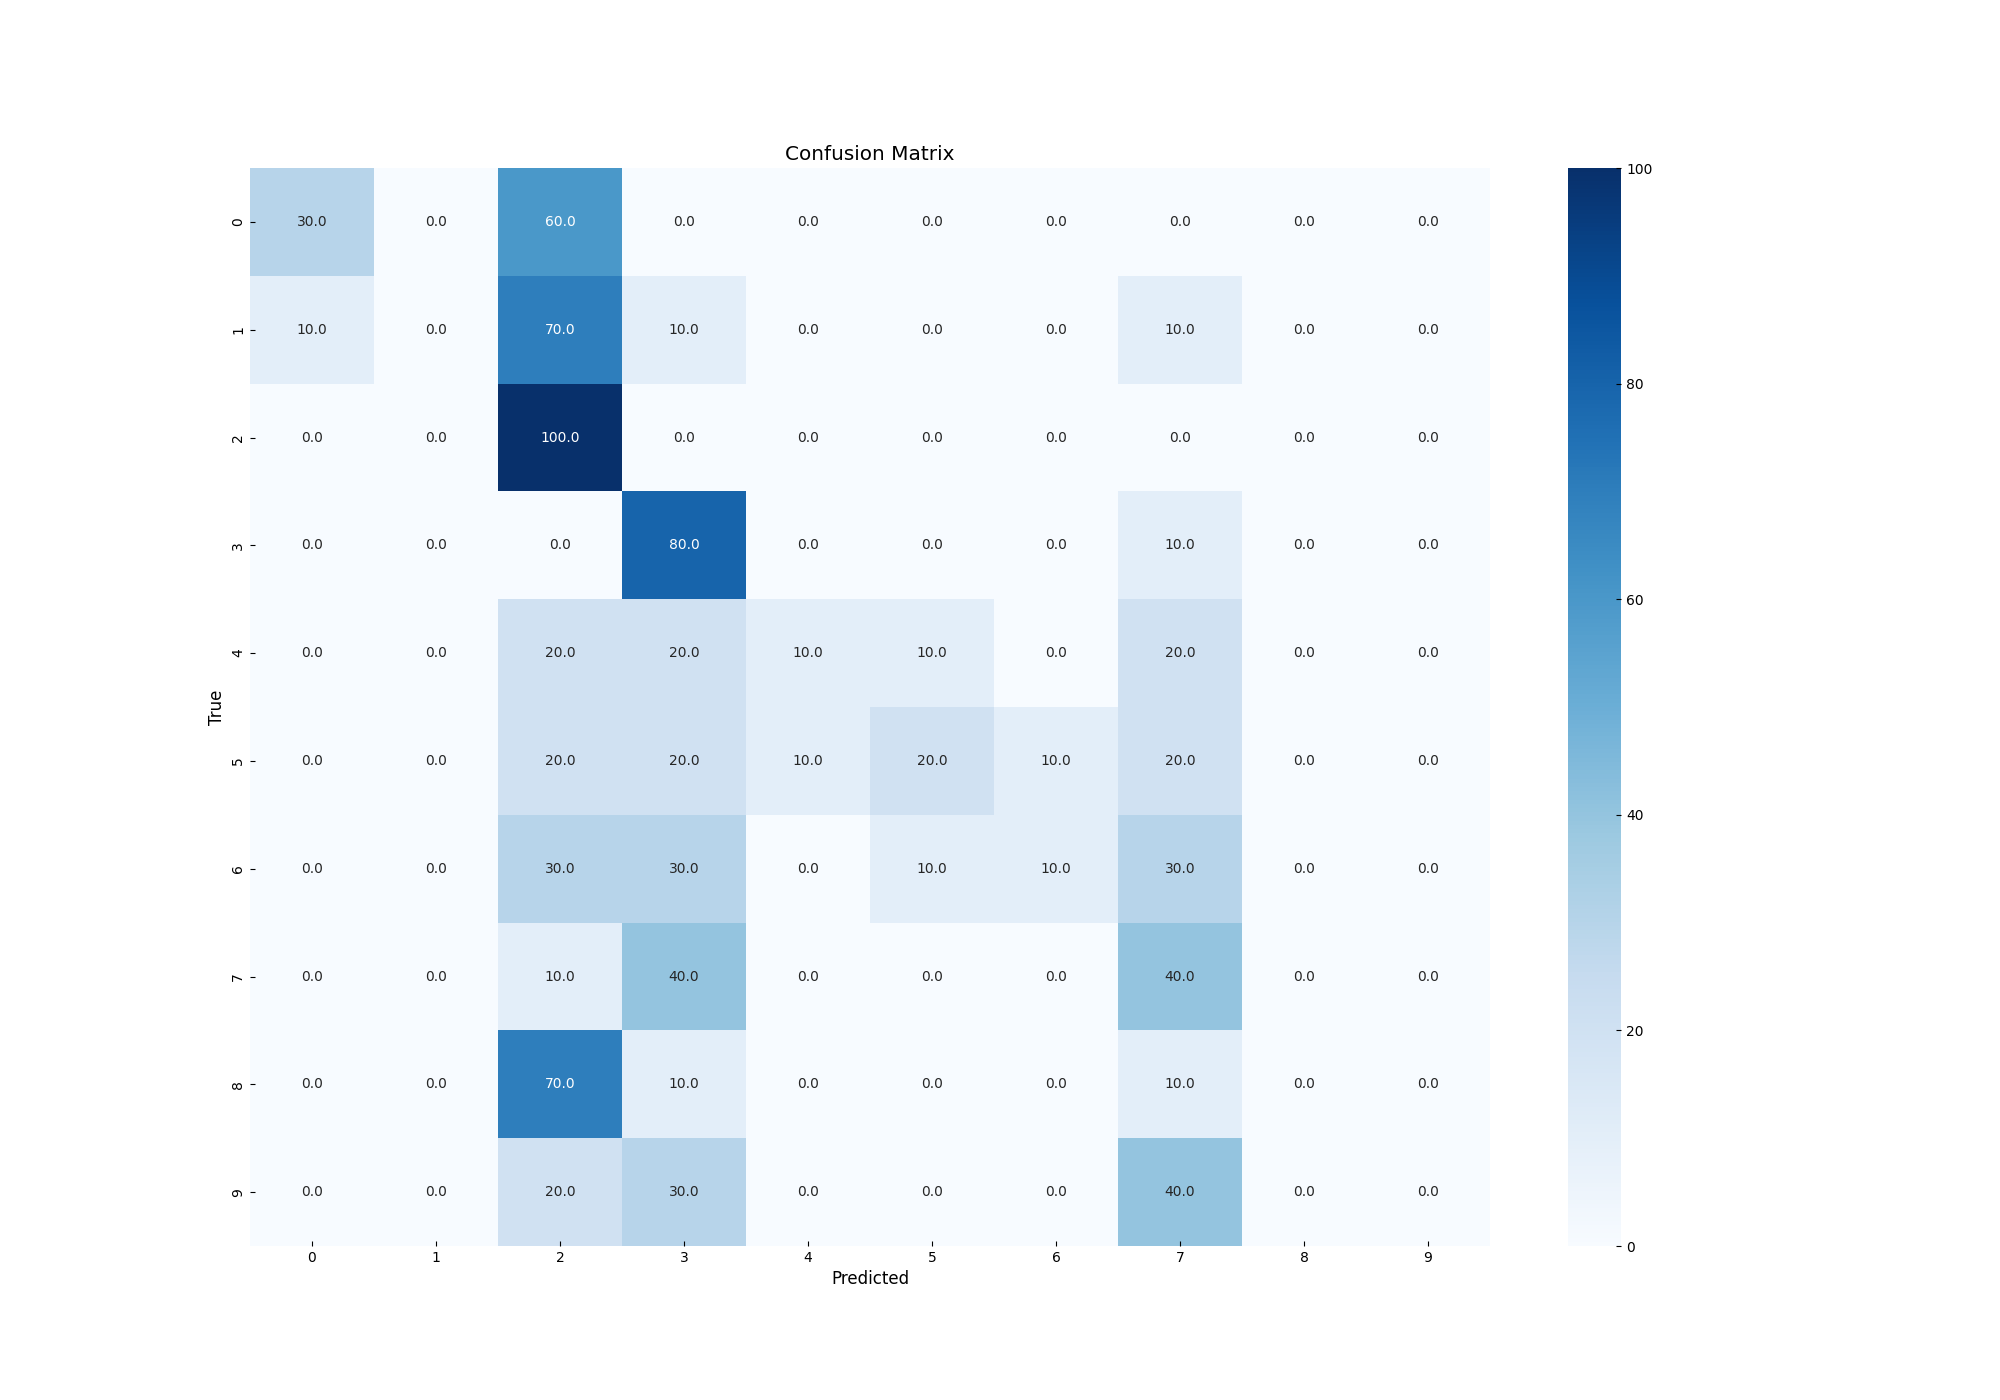 Confusion Matrix
0 30.0 0.0 60.0 0.0 0.0 0.0 0.0 0.0 0.0 0.0
1 10.0 0.0 70.0 10.0 0.0 0.0 0.0 10.0 0.0 0.0
2 0.0 0.0 100.0 0.0 0.0 0.0 0.0 0.0 0.0 0.0
3 0.0 0.0 0.0 80.0 0.0 0.0 0.0 10.0 0.0 0.0
4 0.0 0.0 20.0 20.0 10.0 10.0 0.0 20.0 0.0 0.0
5 0.0 0.0 20.0 20.0 10.0 20.0 10.0 20.0 0.0 0.0
6 0.0 0.0 30.0 30.0 0.0 10.0 10.0 30.0 0.0 0.0
7 0.0 0.0 10.0 40.0 0.0 0.0 0.0 40.0 0.0 0.0
8 0.0 0.0 70.0 10.0 0.0 0.0 0.0 10.0 0.0 0.0
9 0.0 0.0 20.0 30.0 0.0 0.0 0.0 40.0 0.0 0.0
0 1 2 3 4 5 6 7 8 9
Predicted
True
100
80
60
40
20
0